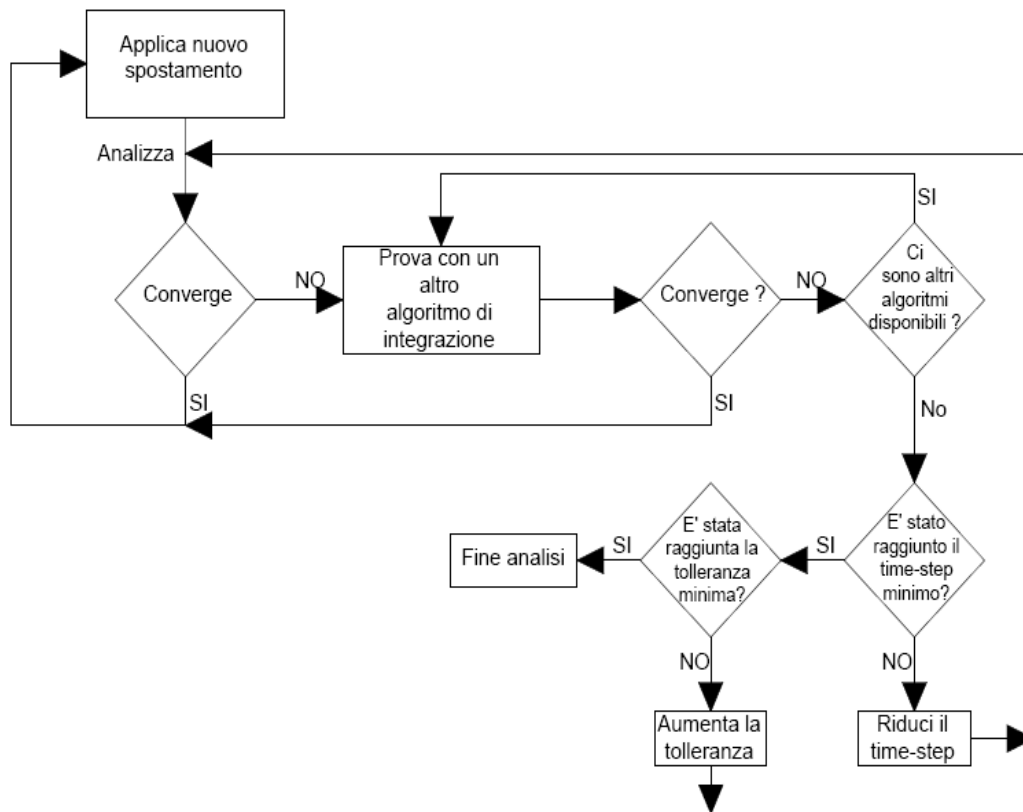 Applica nuovo
spostamento
Analizza
Converge
NO
SI
Prova con un
altro
algoritmo di
integrazione
Converge ?
NO
SI
Ci
sono altri
algoritmi
disponibili ?
SI
No
E' stato
raggiunto il
time-step
minimo?
SI
NO
E' stata
raggiunta la
tolleranza
minima?
SI
NO
Fine analisi
Aumenta la
tolleranza
Riduci il
time-step